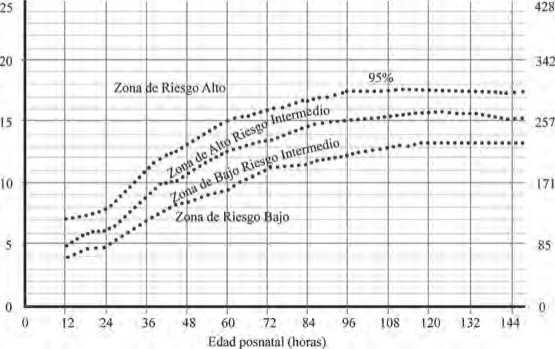 25
428
95%
Zona de Riesgo Alto
20
342
15
257
Zona de Alto Riesgo Intermedio
Zona de Bajo Riesgo Intermedio
10
171
Zona de Riesgo Bajo
5
85
0
0
0 12 24 36 48 60 72 84 96 108 120 132 144
Edad posnatal (horas)